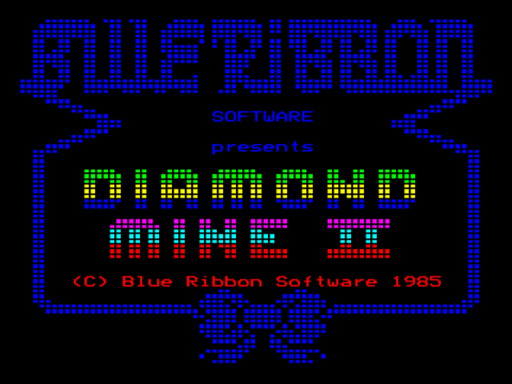 BLUE RIBBON
SOFTWARE
presents
DIAMOND
MINE II
(C) Blue Ribbon Software 1985